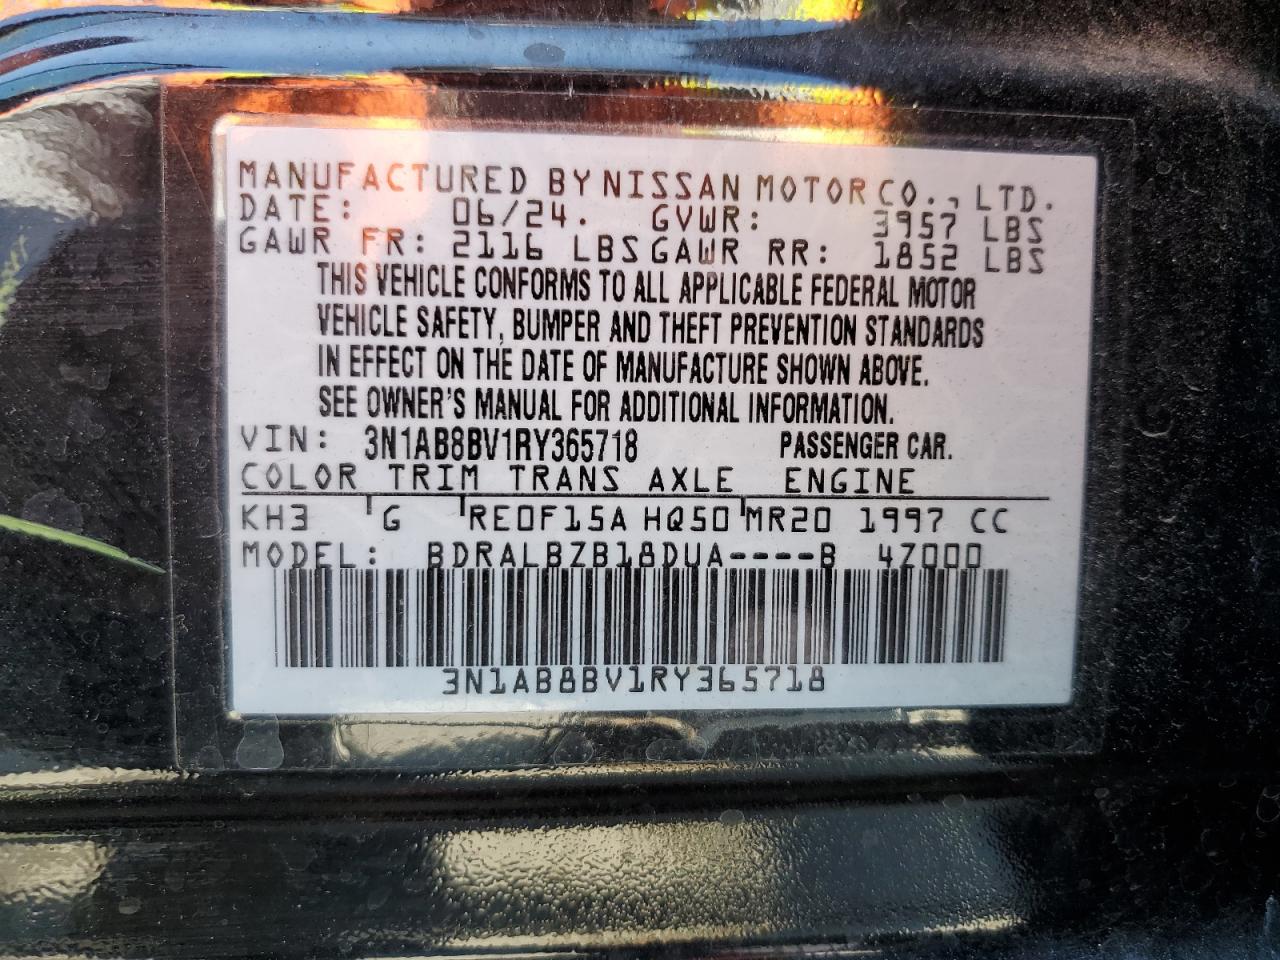 MANUFACTURED BY NISSAN MOTOR CO., LTD.
DATE: 06/24. GVWR: 3957 LBS
GAWR FR: 2116 LBS GAWR RR: 1852 LBS
THIS VEHICLE CONFORMS TO ALL APPLICABLE FEDERAL MOTOR
VEHICLE SAFETY, BUMPER AND THEFT PREVENTION STANDARDS
IN EFFECT ON THE DATE OF MANUFACTURE SHOWN ABOVE.
SEE OWNER'S MANUAL FOR ADDITIONAL INFORMATION.
VIN: 3N1AB8BV1RY365718 PASSENGER CAR.
COLOR TRIM TRANS AXLE ENGINE
KH3 G RE0F15A HQ50 MR20 1997 CC
MODEL: BDRALBZB18DUA----B 4Z000
3N1AB8BV1RY365718